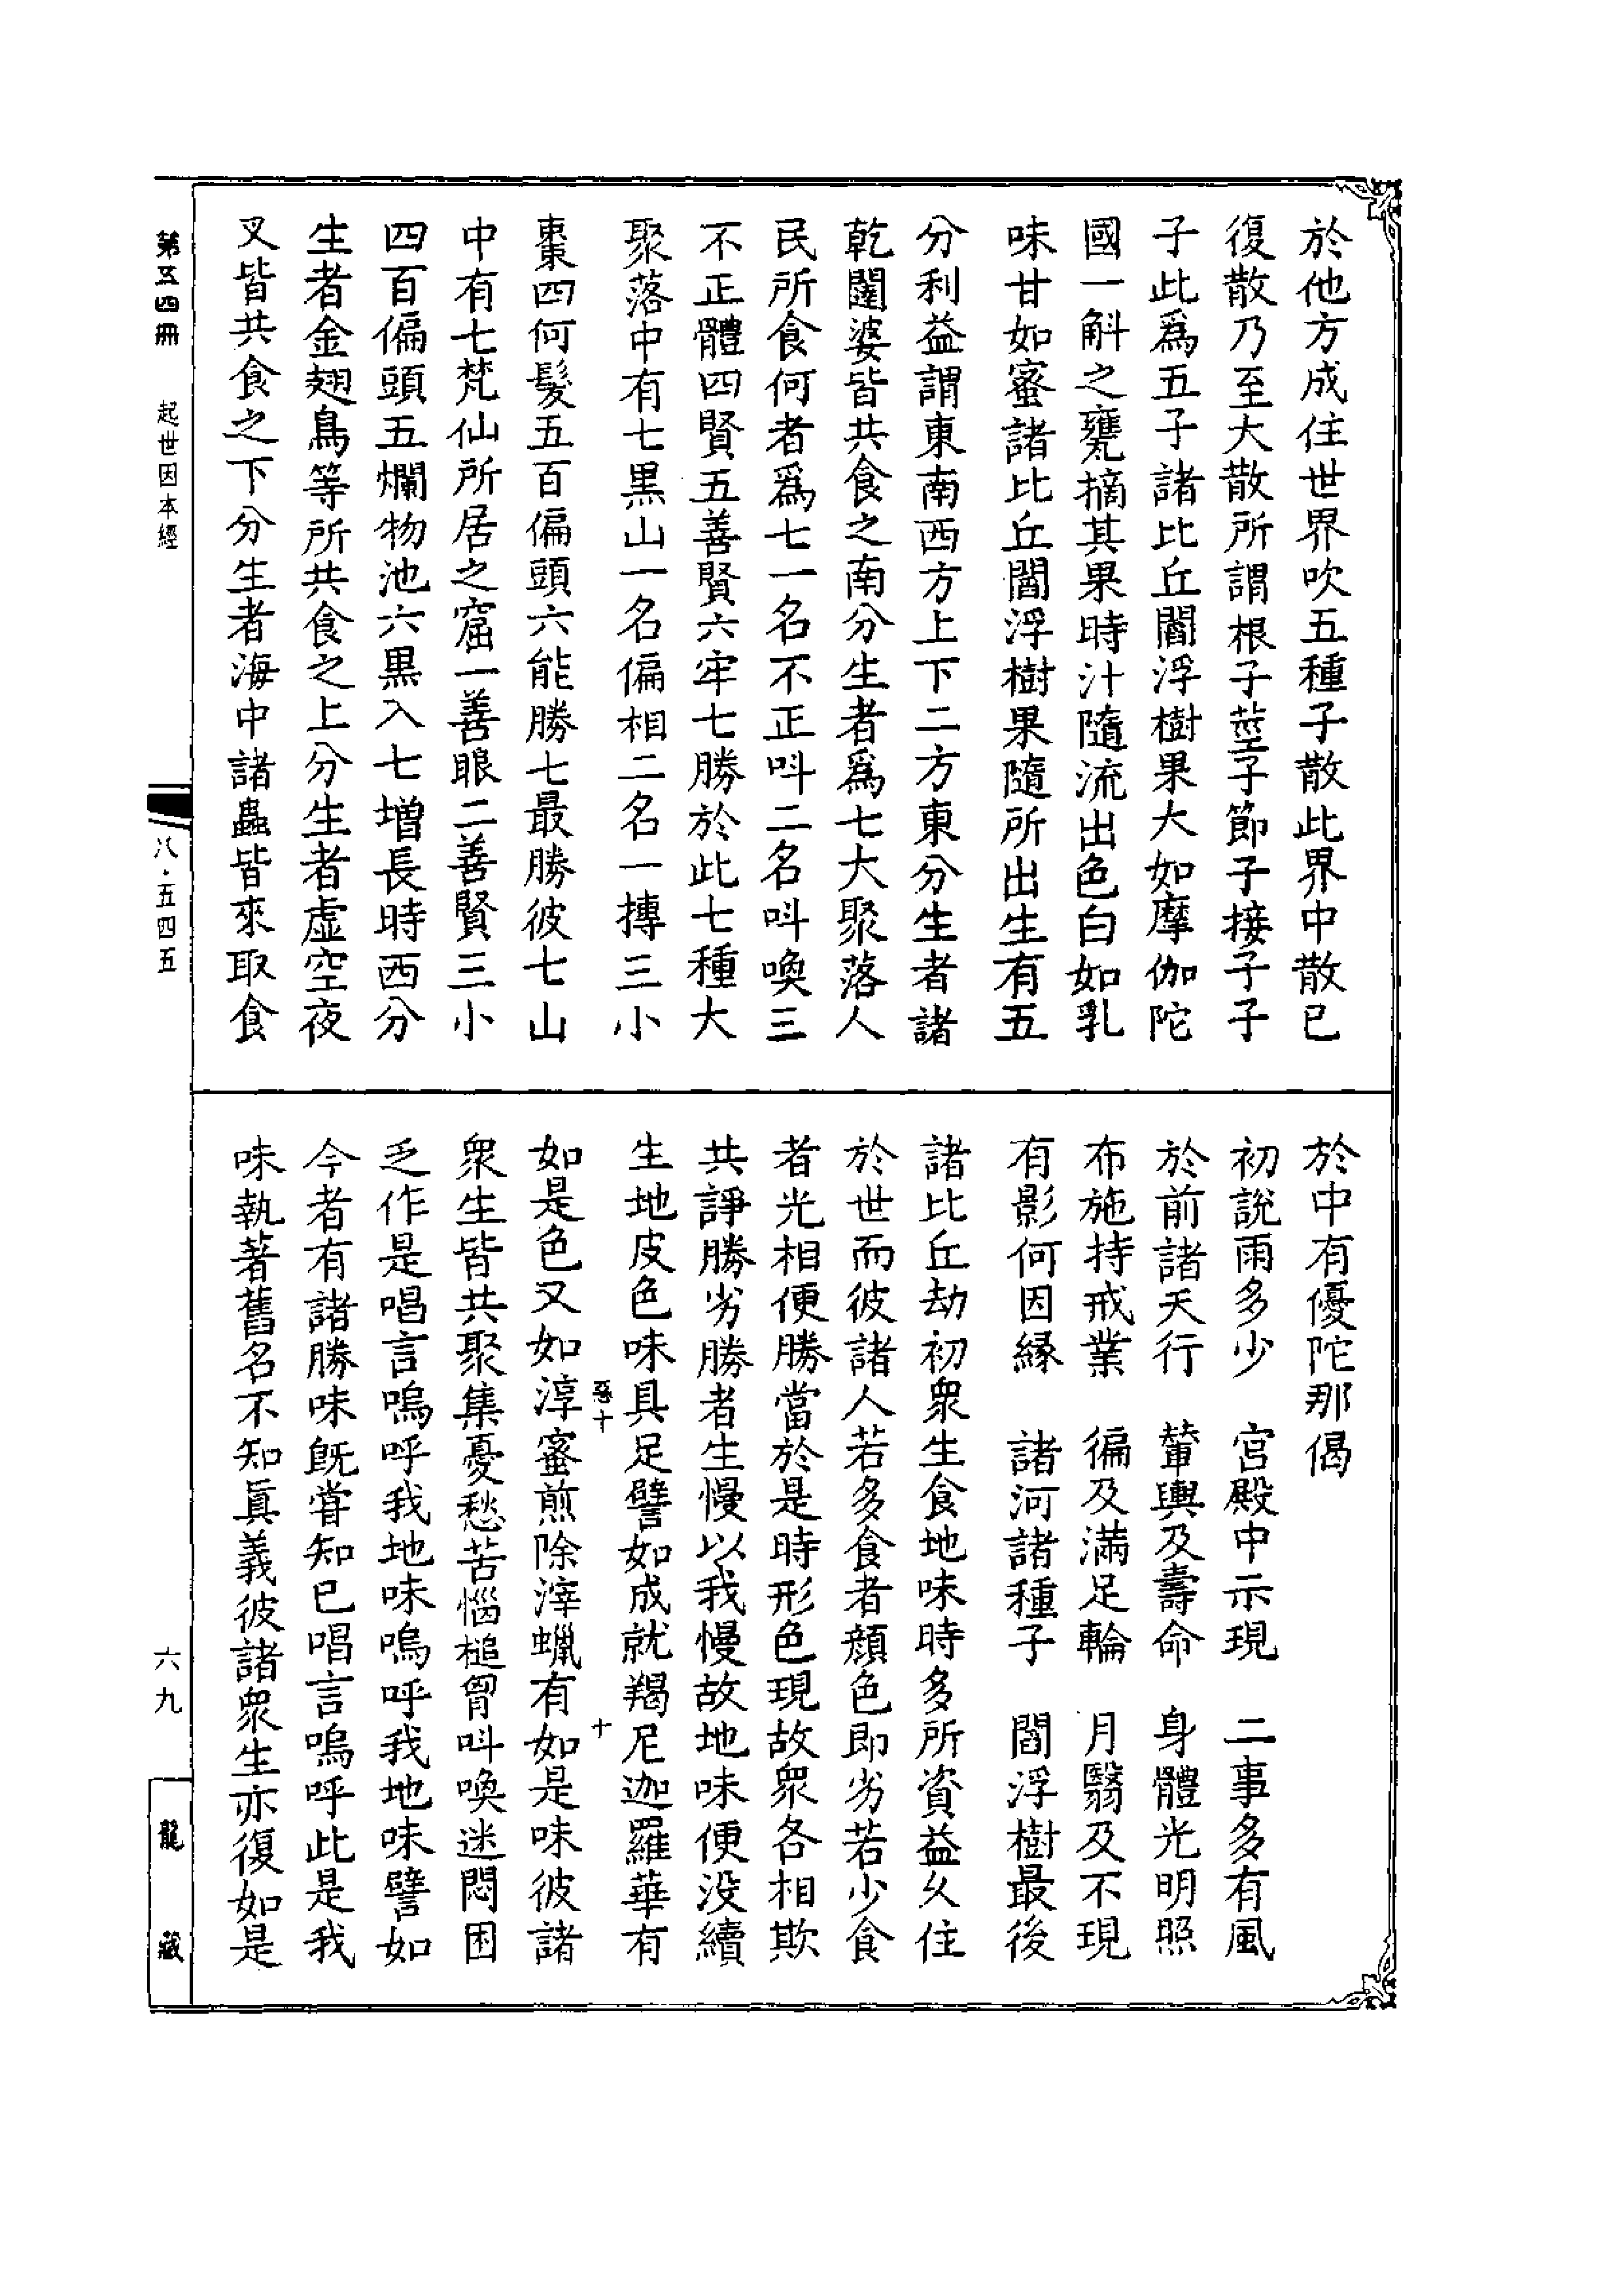 於他方成住世界吹五種子散此界中散已
復散乃至大散所謂根子莖子節子接子子
子此爲五子諸比丘閻浮樹果大如摩伽陀
國一斛之甕摘其果時汁隨流出色白如乳
味甘如蜜諸比丘閻浮樹果隨所出生有五
分利益謂東南西方上下二方東分生者諸
乾闥婆皆共食之南分生者爲七大聚落人
民所食何者爲七一名不正呌二名呌喚三
不正體四賢五善賢六牢七勝於此七種大
聚落中有七黑山一名偏相二名一摶三小
棗四何髮五百偏頭六能勝七最勝彼七山
中有七梵仙所居之窟一善眼二善賢三小
四百偏頭五爛物池六黑入七增長時西分
生者金翅鳥等所共食之上分生者虛空夜
叉皆共食之下分生者海中諸蟲皆來取食
於中有優陀那偈
初說雨多少　宮殿中示現　二事多有風
於前諸天行　輦輿及壽命　身體光明照
布施持戒業　徧及滿足輪　月翳及不現
有影何因縁　諸河諸種子　閻浮樹最後
諸比丘劫初衆生食地味時多所資益久住
於世而彼諸人若多食者顏色即劣若少食
者光相便勝當於是時形色現故衆各相欺
共諍勝劣勝者生慢以我慢故地味便没續
生地皮色味具足譬如成就羯尼迦羅華有
如是色又如淳蜜煎除滓蠟有如是味彼諸
惡十
十
衆生皆共聚集憂愁苦惱槌胷呌喚迷悶困
乏作是唱言嗚呼我地味嗚呼我地味譬如
今者有諸勝味旣甞知已唱言嗚呼此是我
味執著舊名不知眞義彼諸衆生亦復如是
第五四冊　起世因本經
八·五四五
六九
龍藏